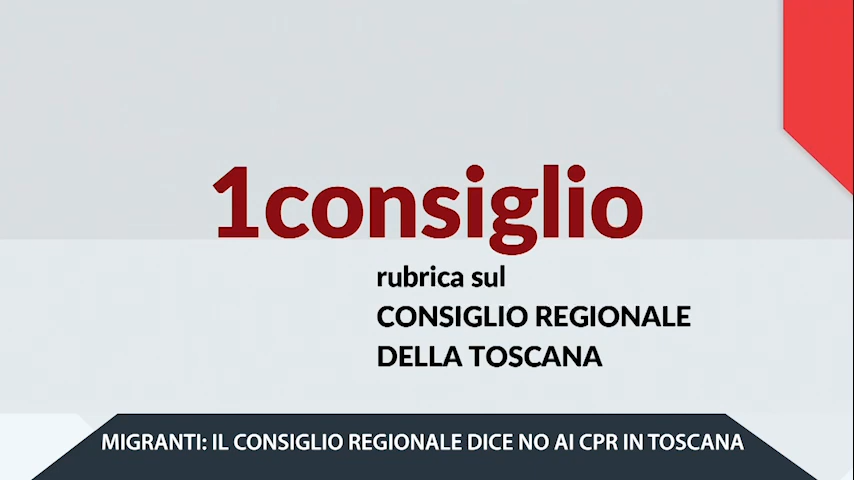 1consiglio
rubrica sul
CONSIGLIO REGIONALE
DELLA TOSCANA
MIGRANTI: IL CONSIGLIO REGIONALE DICE NO AI CPR IN TOSCANA